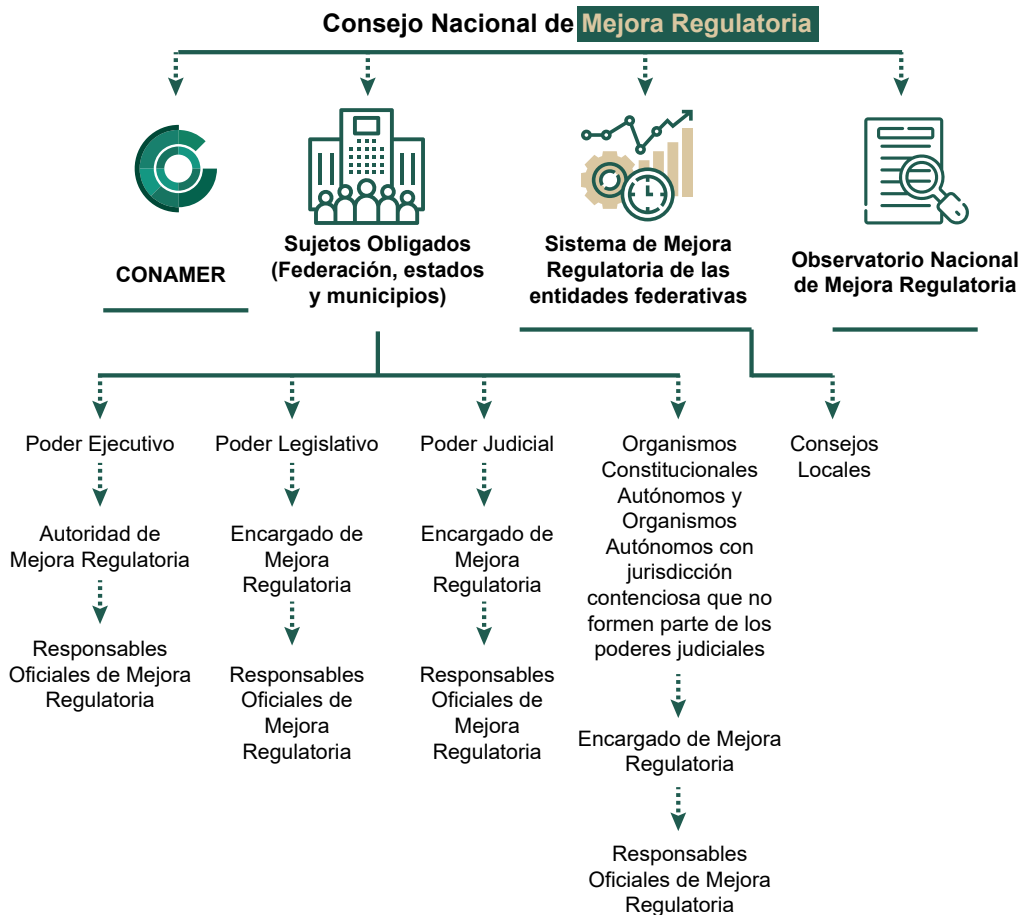 Consejo Nacional de Mejora Regulatoria
CONAMER
Sujetos Obligados
(Federación, estados
y municipios)
Sistema de Mejora
Regulatoria de las
entidades federativas
Observatorio Nacional
de Mejora Regulatoria
Poder Ejecutivo
Autoridad de
Mejora Regulatoria
Responsables
Oficiales de Mejora
Regulatoria
Poder Legislativo
Encargado de
Mejora
Regulatoria
Responsables
Oficiales de
Mejora
Regulatoria
Poder Judicial
Encargado de
Mejora
Regulatoria
Responsables
Oficiales de
Mejora
Regulatoria
Organismos
Constitucionales
Autónomos y
Organismos
Autónomos con
jurisdicción
contenciosa que no
formen parte de los
poderes judiciales
Encargado de Mejora
Regulatoria
Responsables
Oficiales de Mejora
Regulatoria
Consejos
Locales